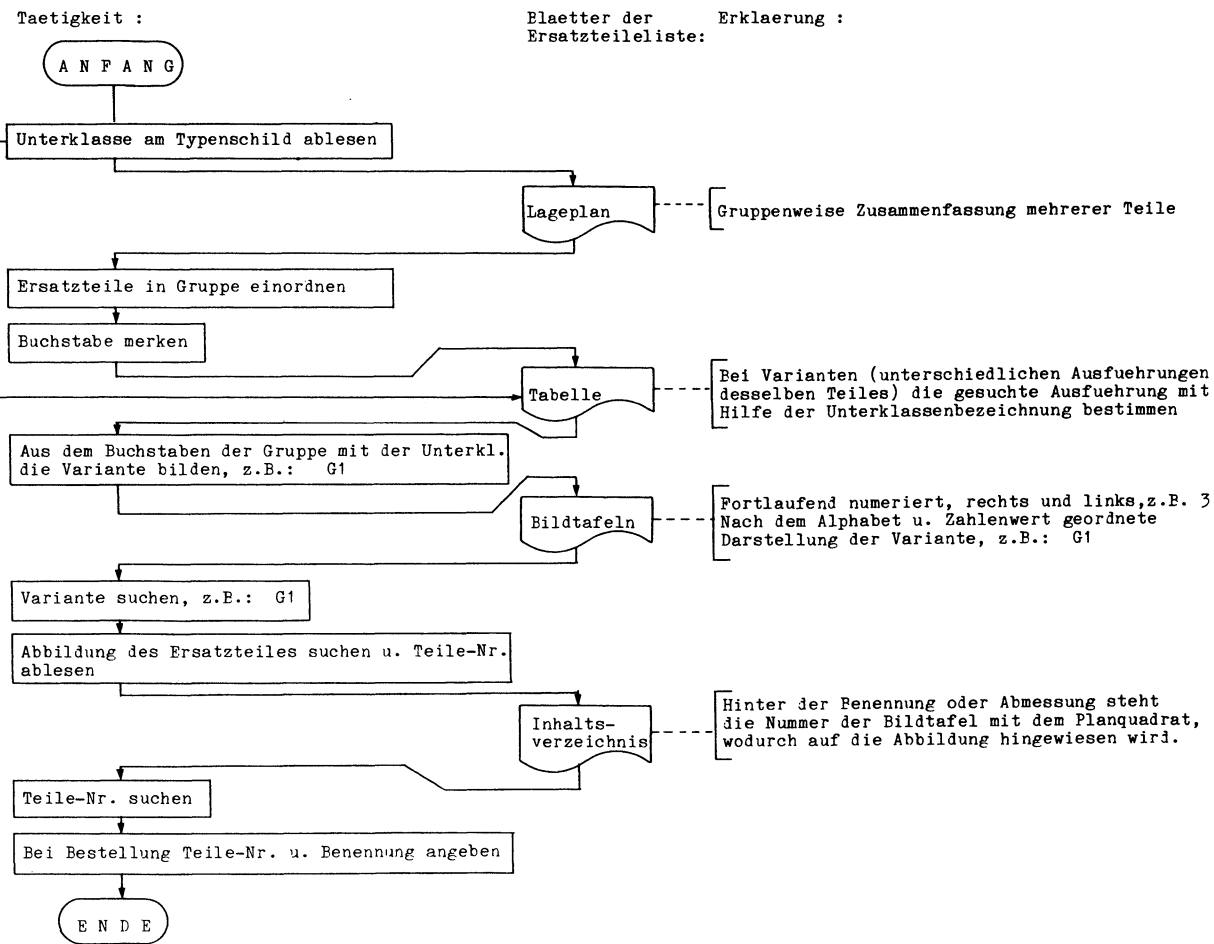 Taetigkeit :
Blaetter der
Ersatzteileliste:
Erklaerung :
A N F A N G
Unterklasse am Typenschild ablesen
Lageplan
Gruppenweise Zusammenfassung mehrerer Teile
Ersatzteile in Gruppe einordnen
Buchstabe merken
Tabelle
Bei Varianten (unterschiedlichen Ausfuehrungen
desselben Teiles) die gesuchte Ausfuehrung mit
Hilfe der Unterklassenbezeichnung bestimmen
Aus dem Buchstaben der Gruppe mit der Unterkl.
die Variante bilden, z.B.: G1
Bildtafeln
Fortlaufend numeriert, rechts und links,z.B. 3
Nach dem Alphabet u. Zahlenwert geordnete
Darstellung der Variante, z.B.: G1
Variante suchen, z.B.: G1
Abbildung des Ersatzteiles suchen u. Teile-Nr.
ablesen
Inhalts-
verzeichnis
Hinter der Benennung oder Abmessung steht
die Nummer der Bildtafel mit dem Planquadrat,
wodurch auf die Abbildung hingewiesen wird.
Teile-Nr. suchen
Bei Bestellung Teile-Nr. u. Benennung angeben
E N D E